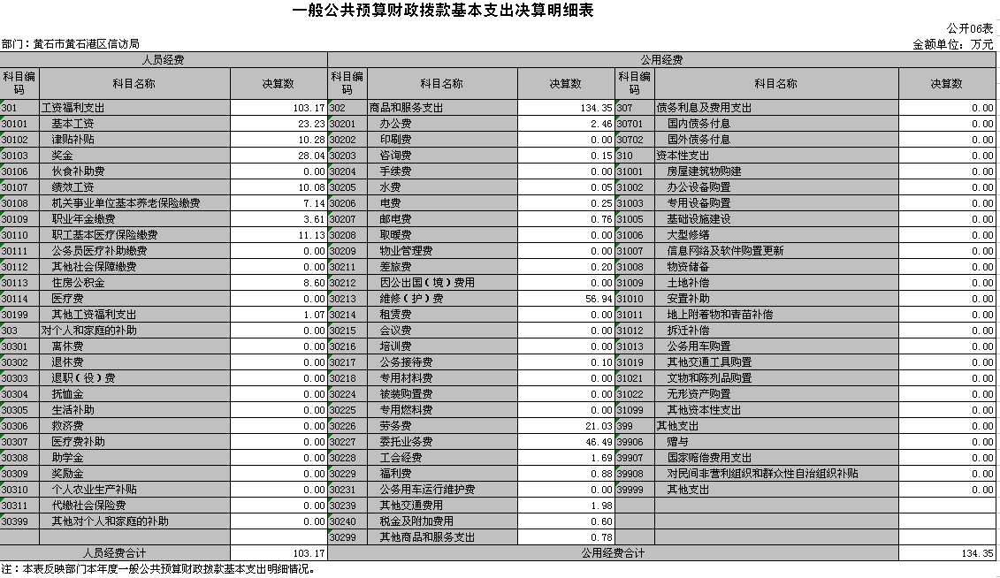 一般公共预算财政拨款基本支出决算明细表
公开06表
部门：黄石市黄石港区信访局 金额单位：万元
人员经费 公用经费
科目编码 科目名称 决算数 科目编码 科目名称 决算数 科目编码 科目名称 决算数
301 工资福利支出 103.17 302 商品和服务支出 134.35 307 债务利息及费用支出 0.00
30101 基本工资 23.23 30201 办公费 2.46 30701 国内债务付息 0.00
30102 津贴补贴 10.28 30202 印刷费 0.00 30702 国外债务付息 0.00
30103 奖金 28.04 30203 咨询费 0.15 310 资本性支出 0.00
30106 伙食补助费 0.00 30204 手续费 0.00 31001 房屋建筑物购建 0.00
30107 绩效工资 10.08 30205 水费 0.05 31002 办公设备购置 0.00
30108 机关事业单位基本养老保险缴费 7.14 30206 电费 0.25 31003 专用设备购置 0.00
30109 职业年金缴费 3.61 30207 邮电费 0.76 31005 基础设施建设 0.00
30110 职工基本医疗保险缴费 11.13 30208 取暖费 0.00 31006 大型修缮 0.00
30111 公务员医疗补助缴费 0.00 30209 物业管理费 0.00 31007 信息网络及软件购置更新 0.00
30112 其他社会保障缴费 0.00 30211 差旅费 0.20 31008 物资储备 0.00
30113 住房公积金 8.60 30212 因公出国（境）费用 0.00 31009 土地补偿 0.00
30114 医疗费 0.00 30213 维修（护）费 56.94 31010 安置补助 0.00
30199 其他工资福利支出 1.07 30214 租赁费 0.00 31011 地上附着物和青苗补偿 0.00
303 对个人和家庭的补助 0.00 30215 会议费 0.00 31012 拆迁补偿 0.00
30301 离休费 0.00 30216 培训费 0.00 31013 公务用车购置 0.00
30302 退休费 0.00 30217 公务接待费 0.10 31019 其他交通工具购置 0.00
30303 退职（役）费 0.00 30218 专用材料费 0.00 31021 文物和陈列品购置 0.00
30304 抚恤金 0.00 30224 被装购置费 0.00 31022 无形资产购置 0.00
30305 生活补助 0.00 30225 专用燃料费 0.00 31099 其他资本性支出 0.00
30306 救济费 0.00 30226 劳务费 21.03 399 其他支出 0.00
30307 医疗费补助 0.00 30227 委托业务费 46.49 39906 赠与 0.00
30308 助学金 0.00 30228 工会经费 1.69 39907 国家赔偿费用支出 0.00
30309 奖励金 0.00 30229 福利费 0.88 39908 对民间非营利组织和群众性自治组织补贴 0.00
30310 个人农业生产补贴 0.00 30231 公务用车运行维护费 0.00 39999 其他支出 0.00
30311 代缴社会保险费 0.00 30239 其他交通费用 1.98
30399 其他对个人和家庭的补助 0.00 30240 税金及附加费用 0.60
30299 其他商品和服务支出 0.78
人员经费合计 103.17 公用经费合计 134.35
注：本表反映部门本年度一般公共预算财政拨款基本支出明细情况。